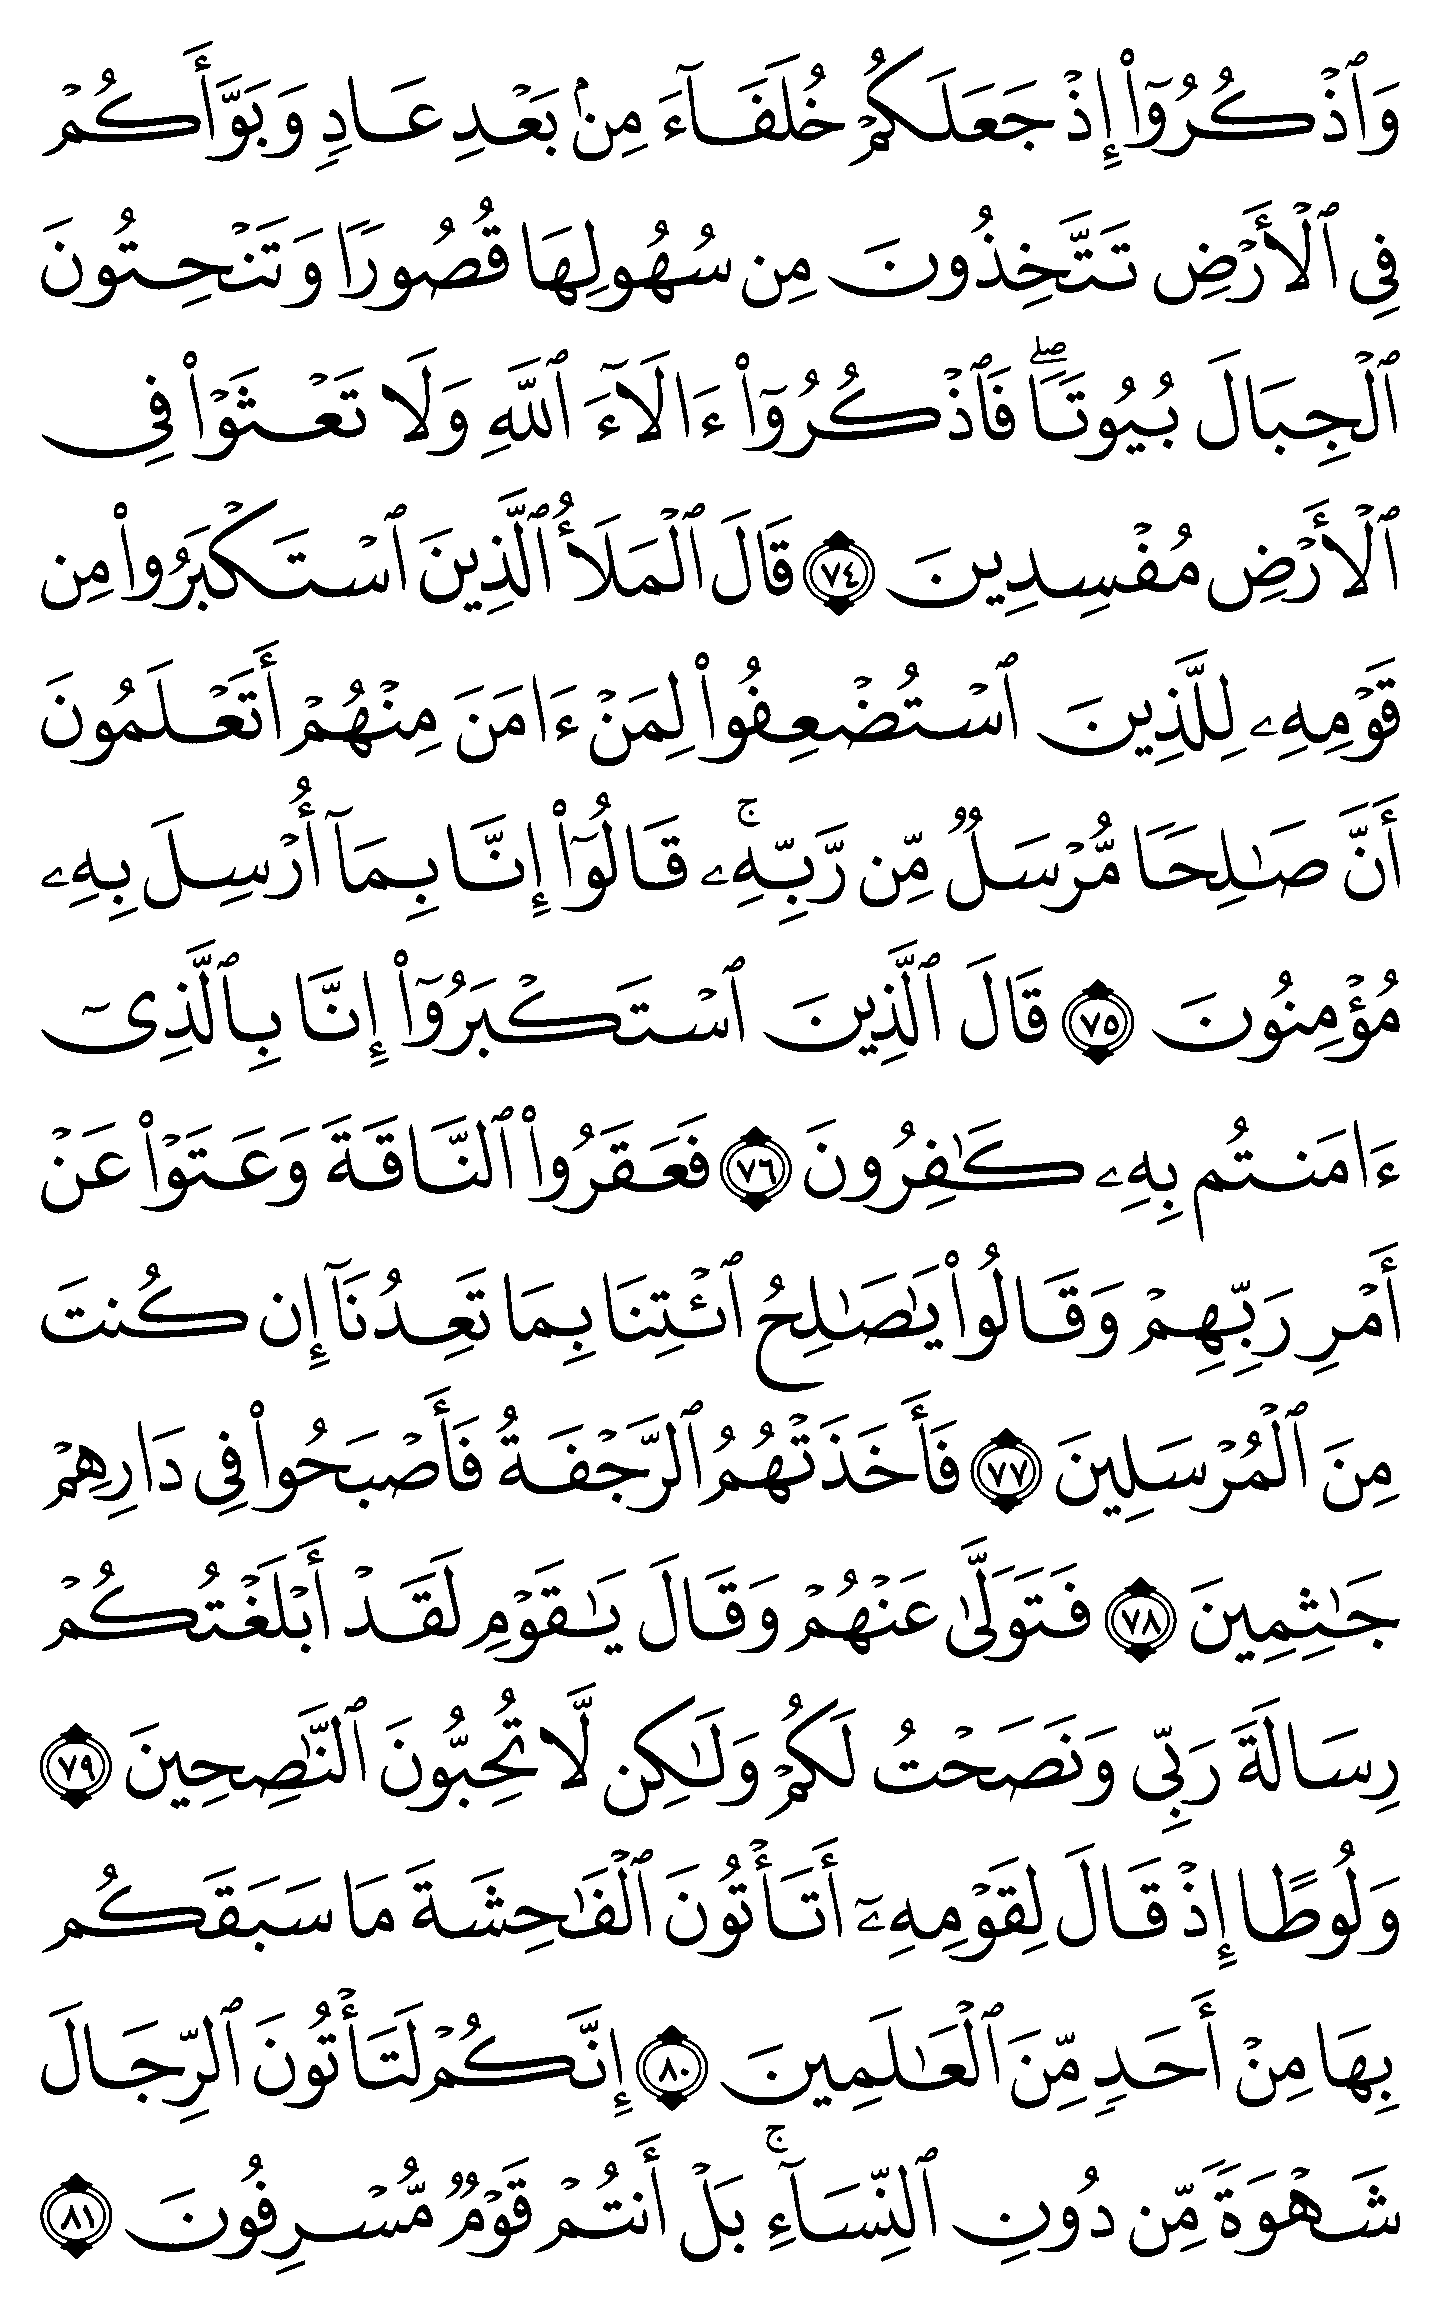 وَٱذْكُرُوٓا۟ إِذْ جَعَلَكُمْ خُلَفَآءَ مِنۢ بَعْدِ عَادٍ وَبَوَّأَكُمْ
فِى ٱلْأَرْضِ تَتَّخِذُونَ مِن سُهُولِهَا قُصُورًا وَتَنْحِتُونَ
ٱلْجِبَالَ بُيُوتًا ۖ فَٱذْكُرُوٓا۟ ءَالَآءَ ٱللَّهِ وَلَا تَعْثَوْا۟ فِى
ٱلْأَرْضِ مُفْسِدِينَ ٧٤ قَالَ ٱلْمَلَأُ ٱلَّذِينَ ٱسْتَكْبَرُوا۟ مِن
قَوْمِهِۦ لِلَّذِينَ ٱسْتُضْعِفُوا۟ لِمَنْ ءَامَنَ مِنْهُمْ أَتَعْلَمُونَ
أَنَّ صَـٰلِحًا مُّرْسَلٌ مِّن رَّبِّهِۦ ۚ قَالُوٓا۟ إِنَّا بِمَآ أُرْسِلَ بِهِۦ
مُؤْمِنُونَ ٧٥ قَالَ ٱلَّذِينَ ٱسْتَكْبَرُوٓا۟ إِنَّا بِٱلَّذِىٓ
ءَامَنتُم بِهِۦ كَـٰفِرُونَ ٧٦ فَعَقَرُوا۟ ٱلنَّاقَةَ وَعَتَوْا۟ عَنْ
أَمْرِ رَبِّهِمْ وَقَالُوا۟ يَـٰصَـٰلِحُ ٱئْتِنَا بِمَا تَعِدُنَآ إِن كُنتَ
مِنَ ٱلْمُرْسَلِينَ ٧٧ فَأَخَذَتْهُمُ ٱلرَّجْفَةُ فَأَصْبَحُوا۟ فِى دَارِهِمْ
جَـٰثِمِينَ ٧٨ فَتَوَلَّىٰ عَنْهُمْ وَقَالَ يَـٰقَوْمِ لَقَدْ أَبْلَغْتُكُمْ
رِسَالَةَ رَبِّى وَنَصَحْتُ لَكُمْ وَلَـٰكِن لَّا تُحِبُّونَ ٱلنَّـٰصِحِينَ ٧٩
وَلُوطًا إِذْ قَالَ لِقَوْمِهِۦٓ أَتَأْتُونَ ٱلْفَـٰحِشَةَ مَا سَبَقَكُم
بِهَا مِنْ أَحَدٍ مِّنَ ٱلْعَـٰلَمِينَ ٨٠ إِنَّكُمْ لَتَأْتُونَ ٱلرِّجَالَ
شَهْوَةً مِّن دُونِ ٱلنِّسَآءِ ۚ بَلْ أَنتُمْ قَوْمٌ مُّسْرِفُونَ ٨١